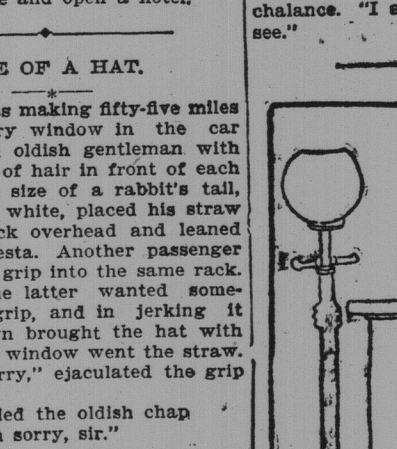 and open a hotel.
E OF A HAT.
s making fifty-five miles
ry window in the car
oldish gentleman with
of hair in front of each
size of a rabbit's tail,
white, placed his straw
ck overhead and leaned
esta. Another passenger
grip into the same rack.
e latter wanted some-
grip, and in jerking it
n brought the hat with
window went the straw.
rry," ejaculated the grip
led the oldish chap
sorry, sir."
chalance. "I
see."